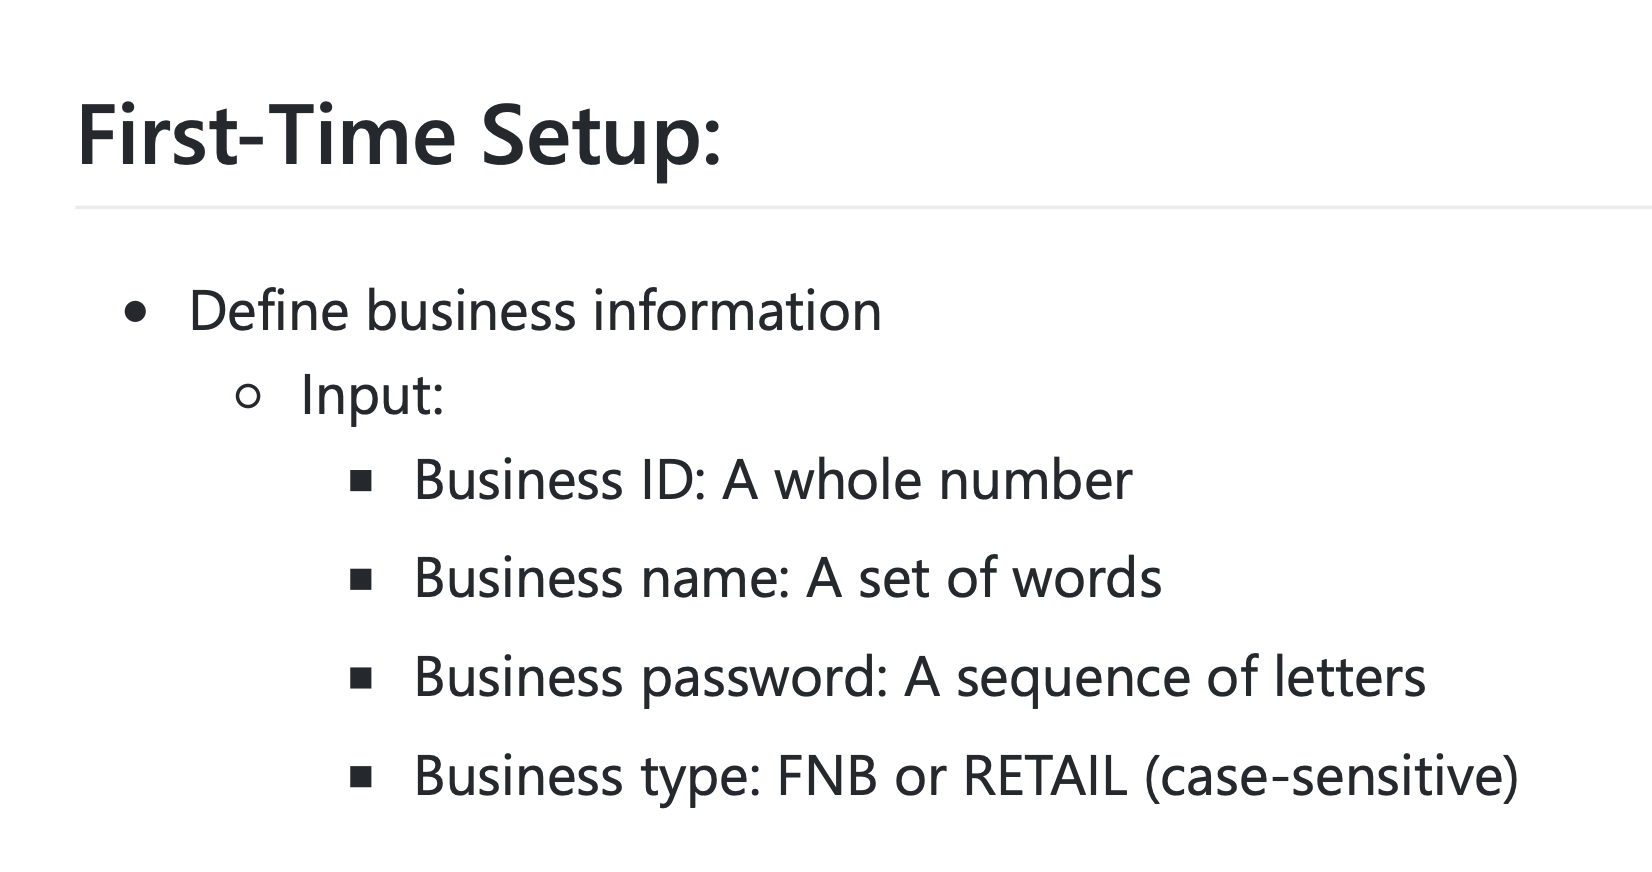 First-Time Setup:
Define business information
Input:
Business ID: A whole number
Business name: A set of words
Business password: A sequence of letters
Business type: FNB or RETAIL (case-sensitive)